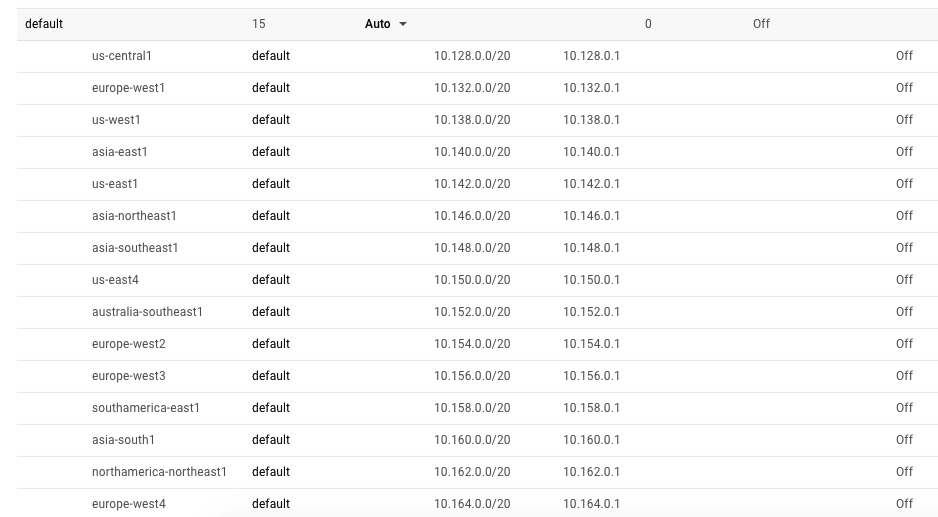 default 15 Auto 0 Off
us-central1 default 10.128.0.0/20 10.128.0.1 Off
europe-west1 default 10.132.0.0/20 10.132.0.1 Off
us-west1 default 10.138.0.0/20 10.138.0.1 Off
asia-east1 default 10.140.0.0/20 10.140.0.1 Off
us-east1 default 10.142.0.0/20 10.142.0.1 Off
asia-northeast1 default 10.146.0.0/20 10.146.0.1 Off
asia-southeast1 default 10.148.0.0/20 10.148.0.1 Off
us-east4 default 10.150.0.0/20 10.150.0.1 Off
australia-southeast1 default 10.152.0.0/20 10.152.0.1 Off
europe-west2 default 10.154.0.0/20 10.154.0.1 Off
europe-west3 default 10.156.0.0/20 10.156.0.1 Off
southamerica-east1 default 10.158.0.0/20 10.158.0.1 Off
asia-south1 default 10.160.0.0/20 10.160.0.1 Off
northamerica-northeast1 default 10.162.0.0/20 10.162.0.1 Off
europe-west4 default 10.164.0.0/20 10.164.0.1 Off